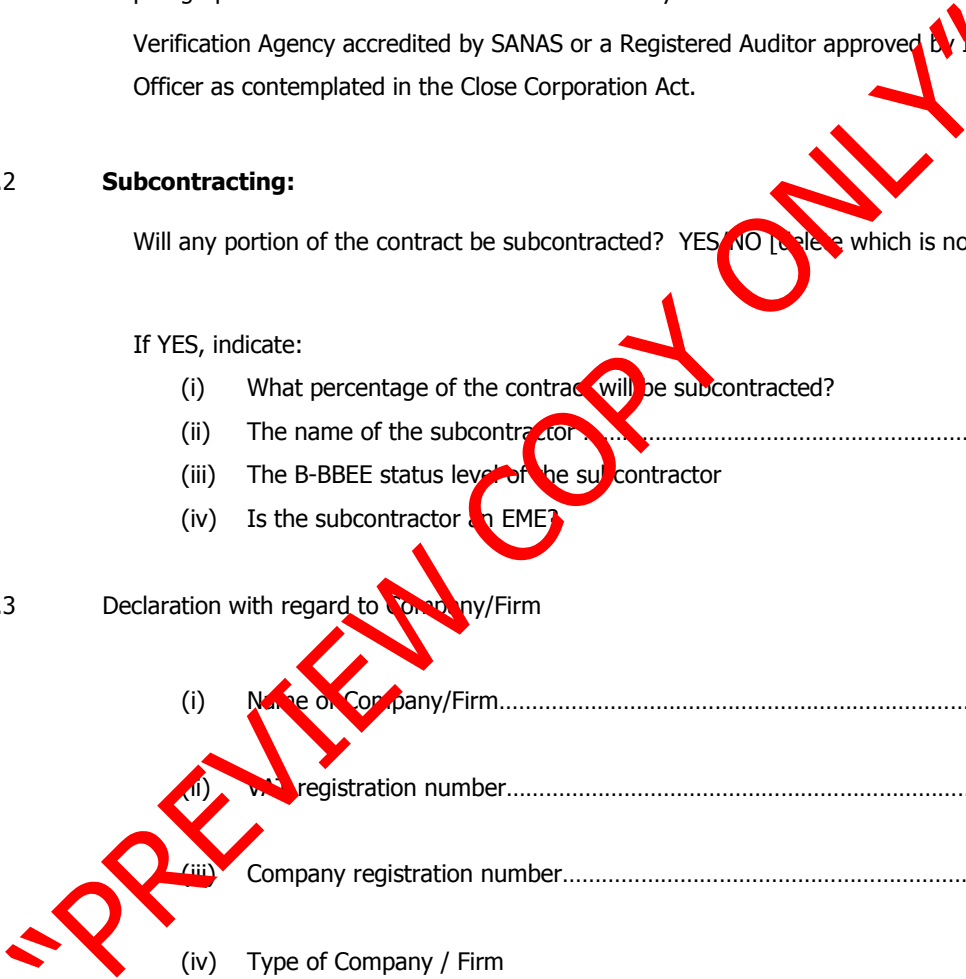 Verification Agency accredited by SANAS or a Registered Auditor approved by
Officer as contemplated in the Close Corporation Act.
.2 Subcontracting:
Will any portion of the contract be subcontracted? YES/NO [delete which is no
If YES, indicate:
(i) What percentage of the contract will be subcontracted?
(ii) The name of the subcontractor ……………………………………………………
(iii) The B-BBEE status level of the subcontractor
(iv) Is the subcontractor an EME?
.3 Declaration with regard to Company/Firm
(i) Name of Company/Firm……………………………………………………………
(ii) VAT registration number……………………………………………………………
(iii) Company registration number……………………………………………………
(iv) Type of Company / Firm
"PREVIEW COPY ONLY"